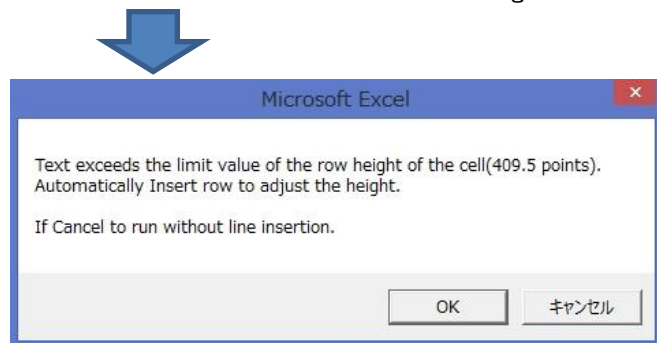 Microsoft Excel
Text exceeds the limit value of the row height of the cell(409.5 points).
Automatically Insert row to adjust the height.
If Cancel to run without line insertion.
OK キャンセル